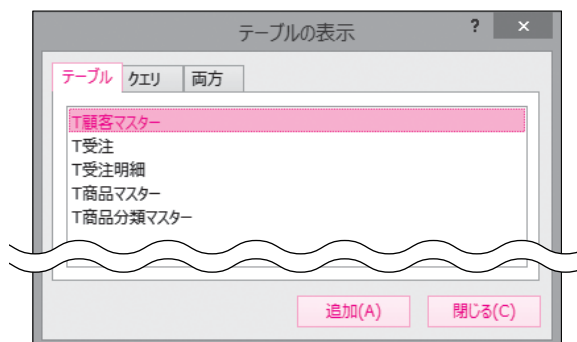 テーブルの表示 ? ×
テーブル クエリ 両方
T顧客マスター
T受注
T受注明細
T商品マスター
T商品分類マスター
追加(A) 閉じる(C)